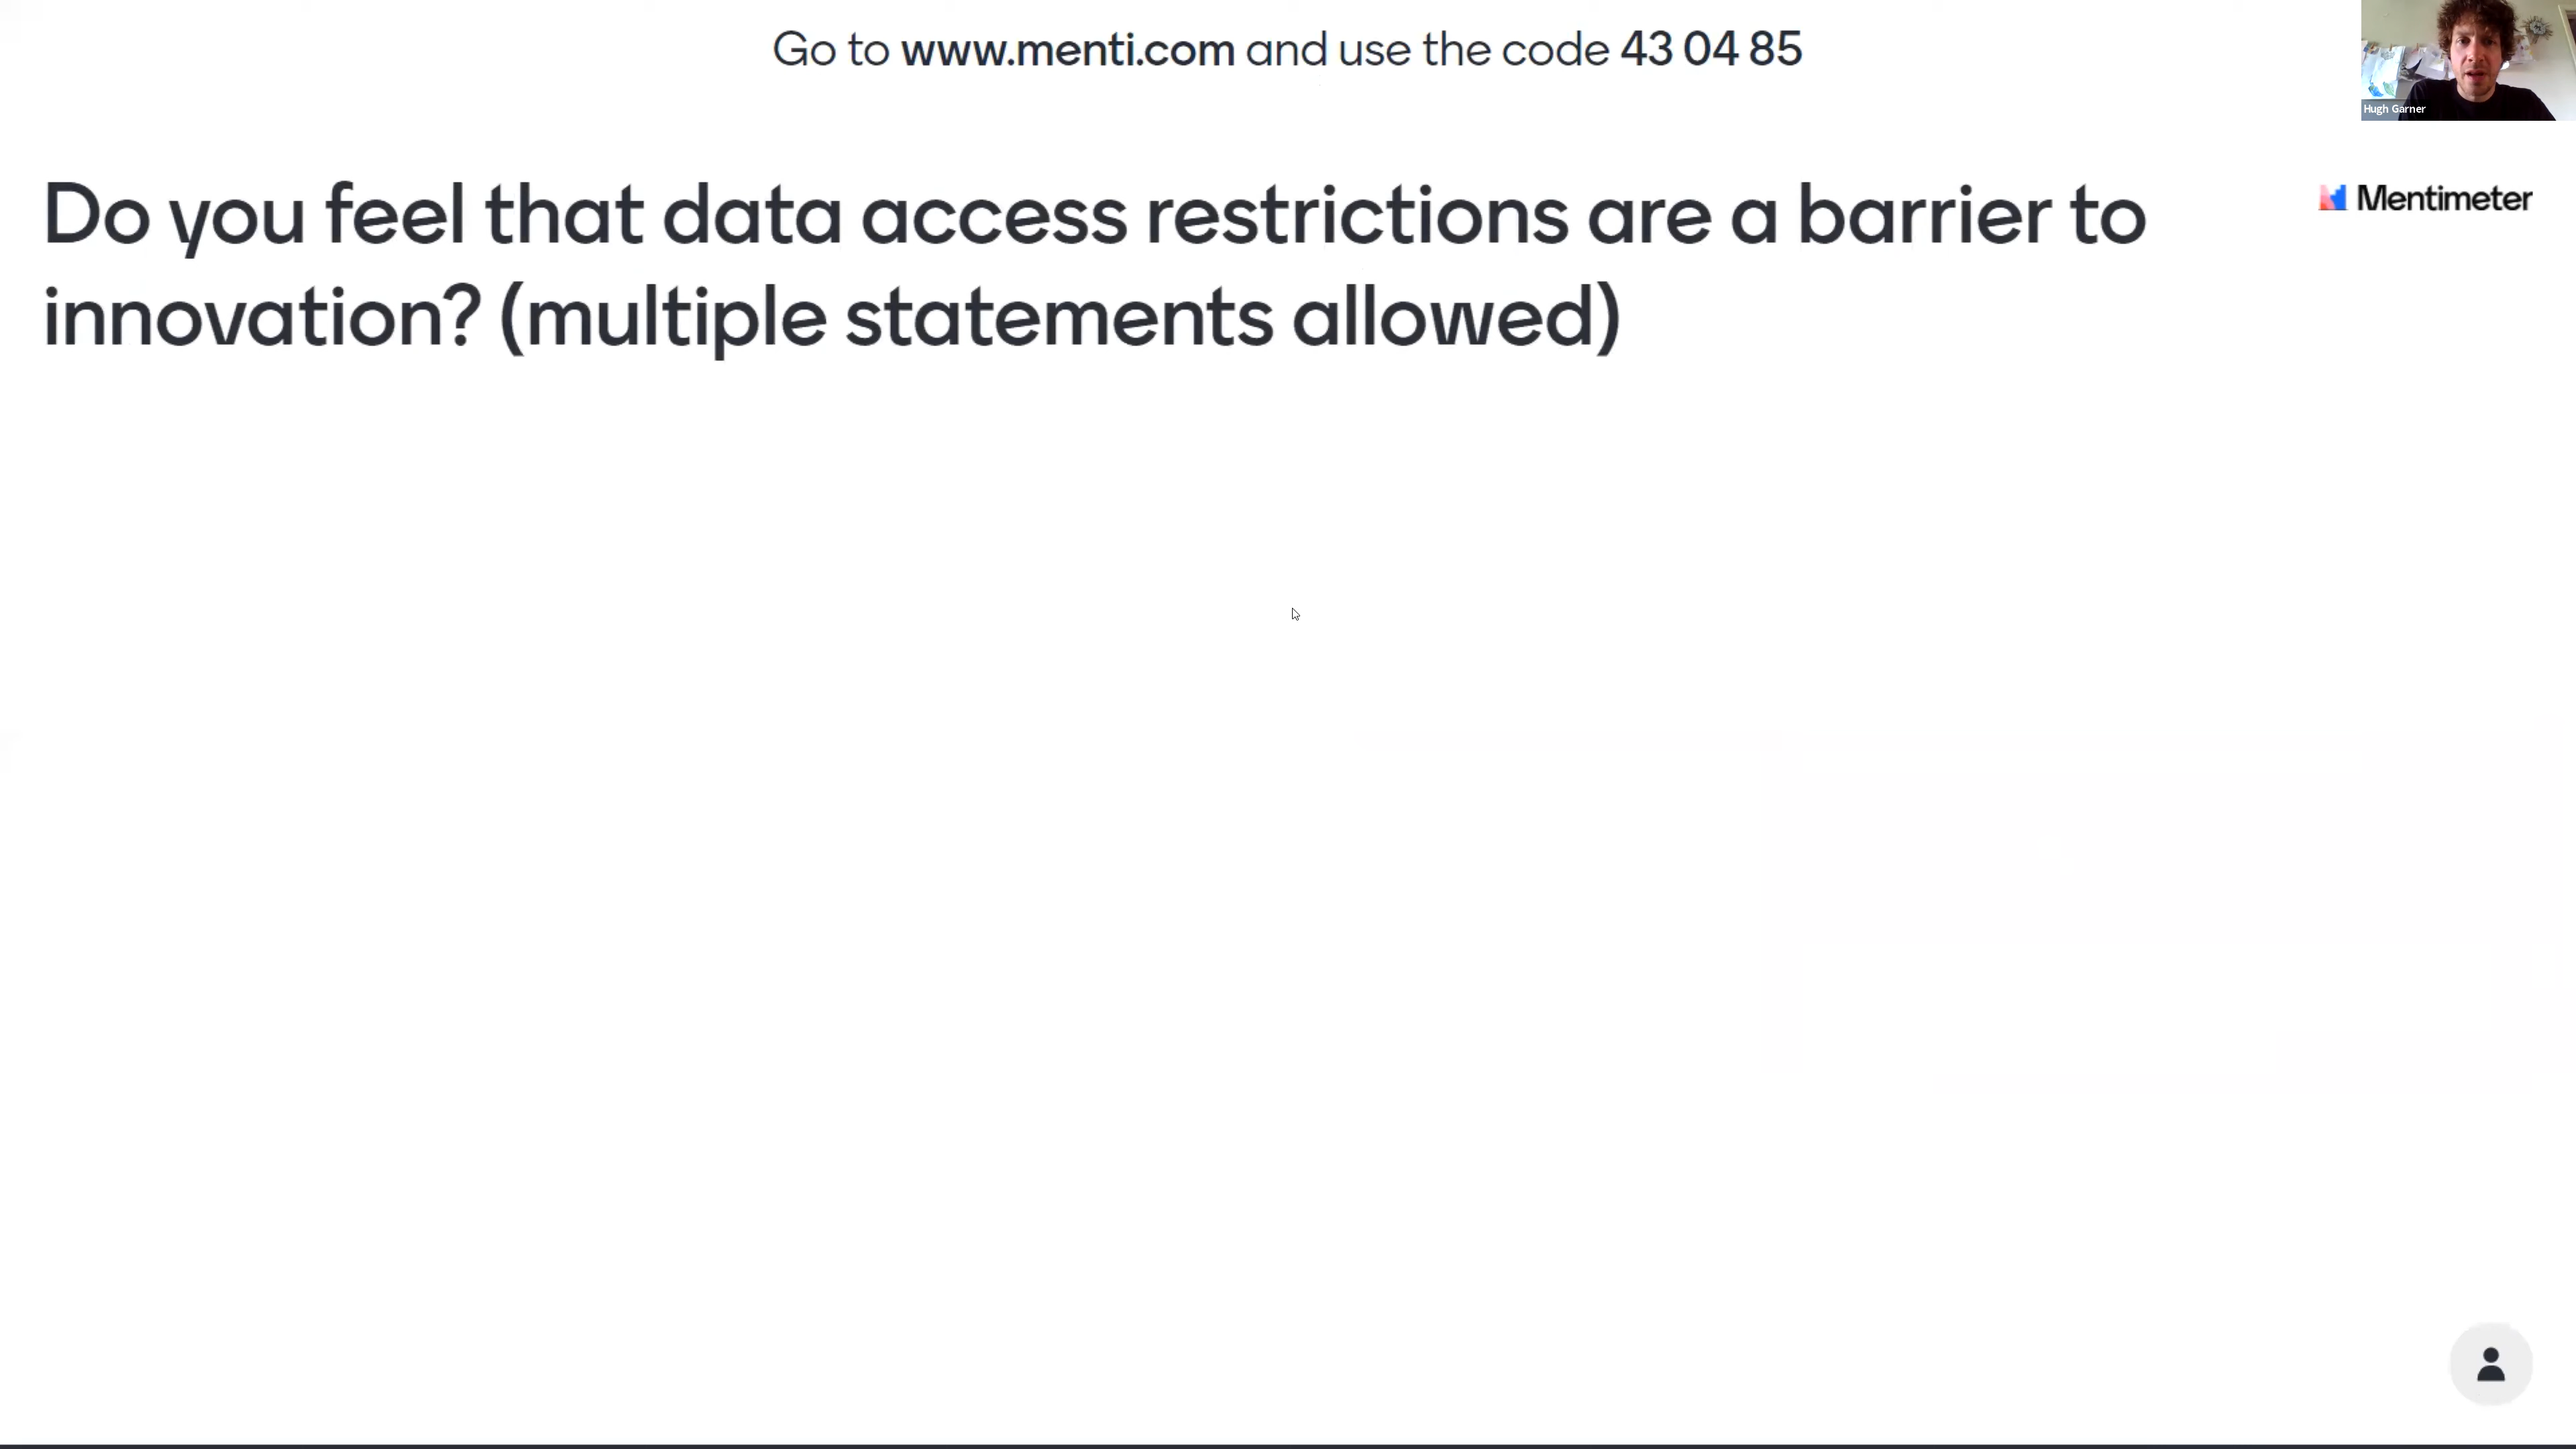 Go to www.menti.com and use the code 43 04 85
Hugh Garner
Mentimeter
Do you feel that data access restrictions are a barrier to
innovation? (multiple statements allowed)